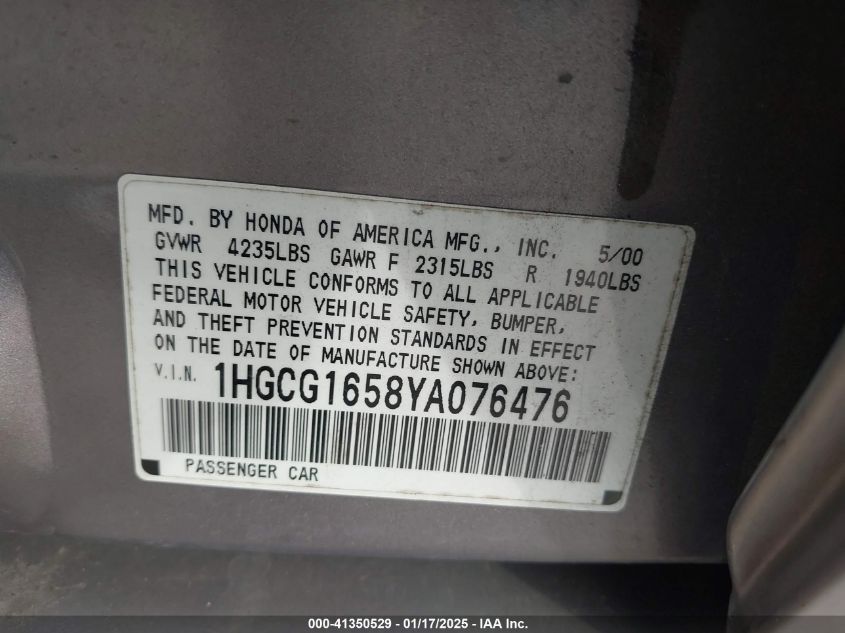 MFD. BY HONDA OF AMERICA MFG., INC. 5/00
GVWR 4235LBS GAWR F 2315LBS R 1940LBS
THIS VEHICLE CONFORMS TO ALL APPLICABLE
FEDERAL MOTOR VEHICLE SAFETY, BUMPER,
AND THEFT PREVENTION STANDARDS IN EFFECT
ON THE DATE OF MANUFACTURE SHOWN ABOVE:
V.I.N. 1HGCG1658YA076476
PASSENGER CAR
000-41350529 - 01/17/2025 - IAA Inc.